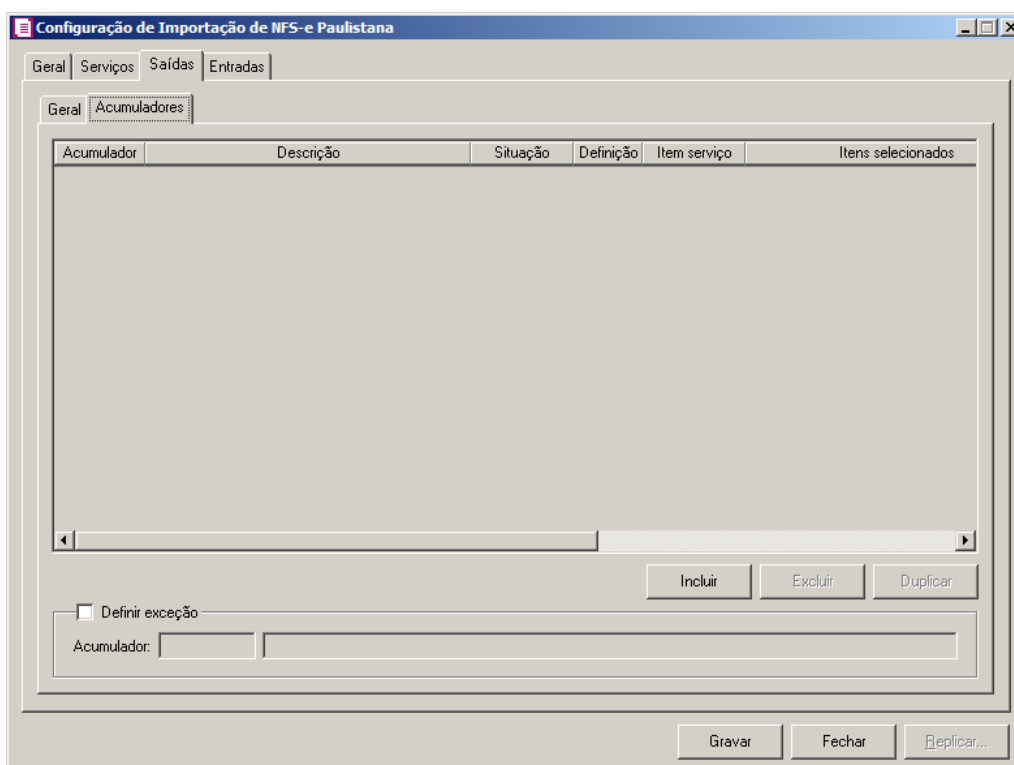 Configuração de Importação de NFS-e Paulistana
Geral Serviços Saídas Entradas
Geral Acumuladores
Acumulador Descrição Situação Definição Item serviço Itens selecionados
Incluir Excluir Duplicar
Definir exceção
Acumulador:
Gravar Fechar Replicar...